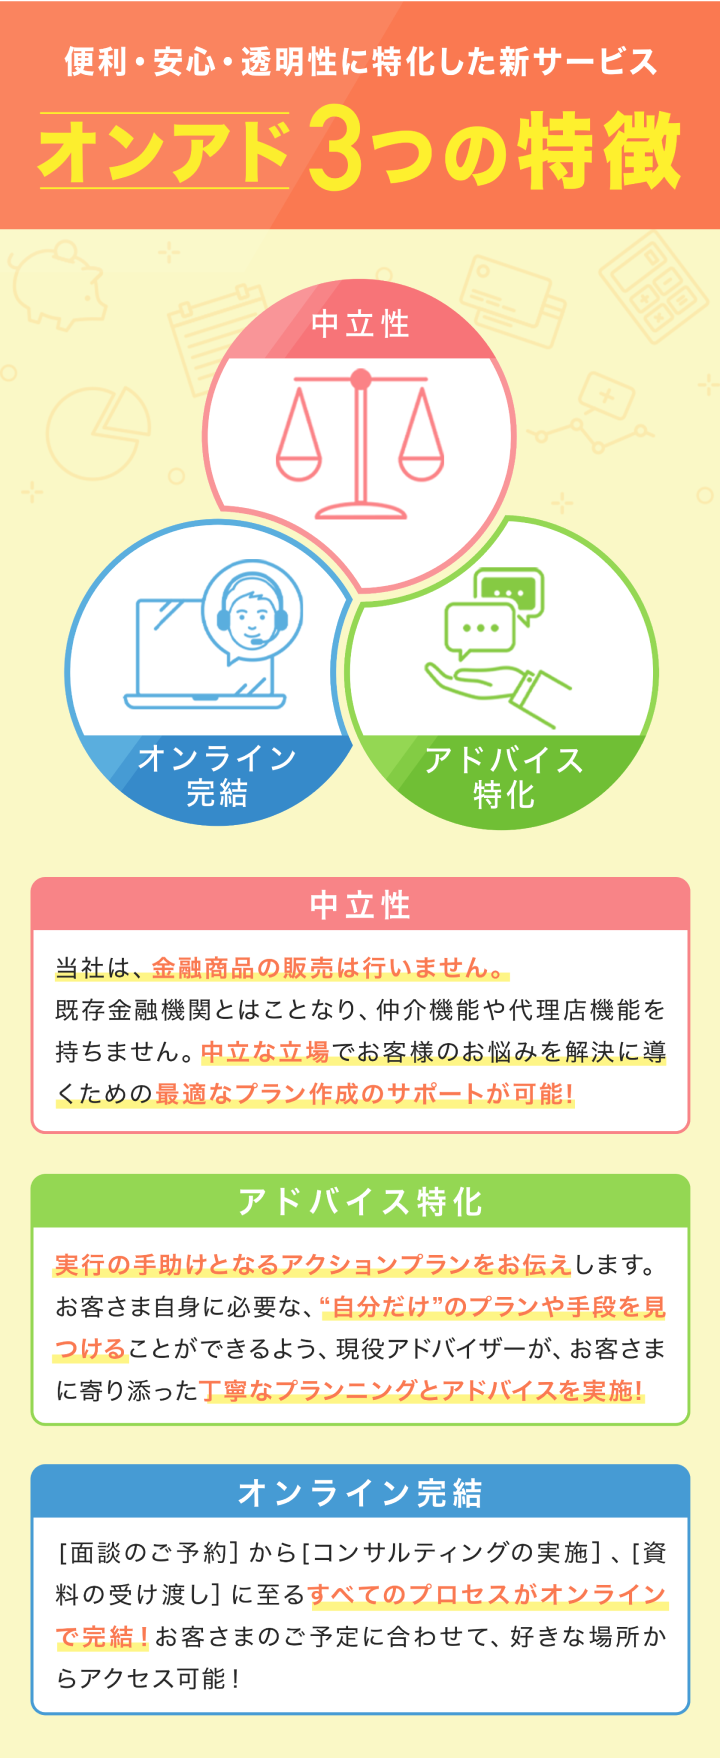 便利・安心・透明性に特化した新サービス
オンアド3つの特徴
中立性
オンライン
完結
アドバイス
特化
中立性
当社は、金融商品の販売は行いません。
既存金融機関とはことなり、仲介機能や代理店機能を
持ちません。中立な立場でお客様のお悩みを解決に導
くための最適なプラン作成のサポートが可能!
アドバイス特化
実行の手助けとなるアクションプランをお伝えします。
お客さま自身に必要な、“自分だけ”のプランや手段を見
つけることができるよう、現役アドバイザーが、お客さま
に寄り添った丁寧なプランニングとアドバイスを実施!
オンライン完結
[面談のご予約]から[コンサルティングの実施]、[資
料の受け渡し]に至るすべてのプロセスがオンライン
で完結!お客さまのご予定に合わせて、好きな場所か
らアクセス可能!